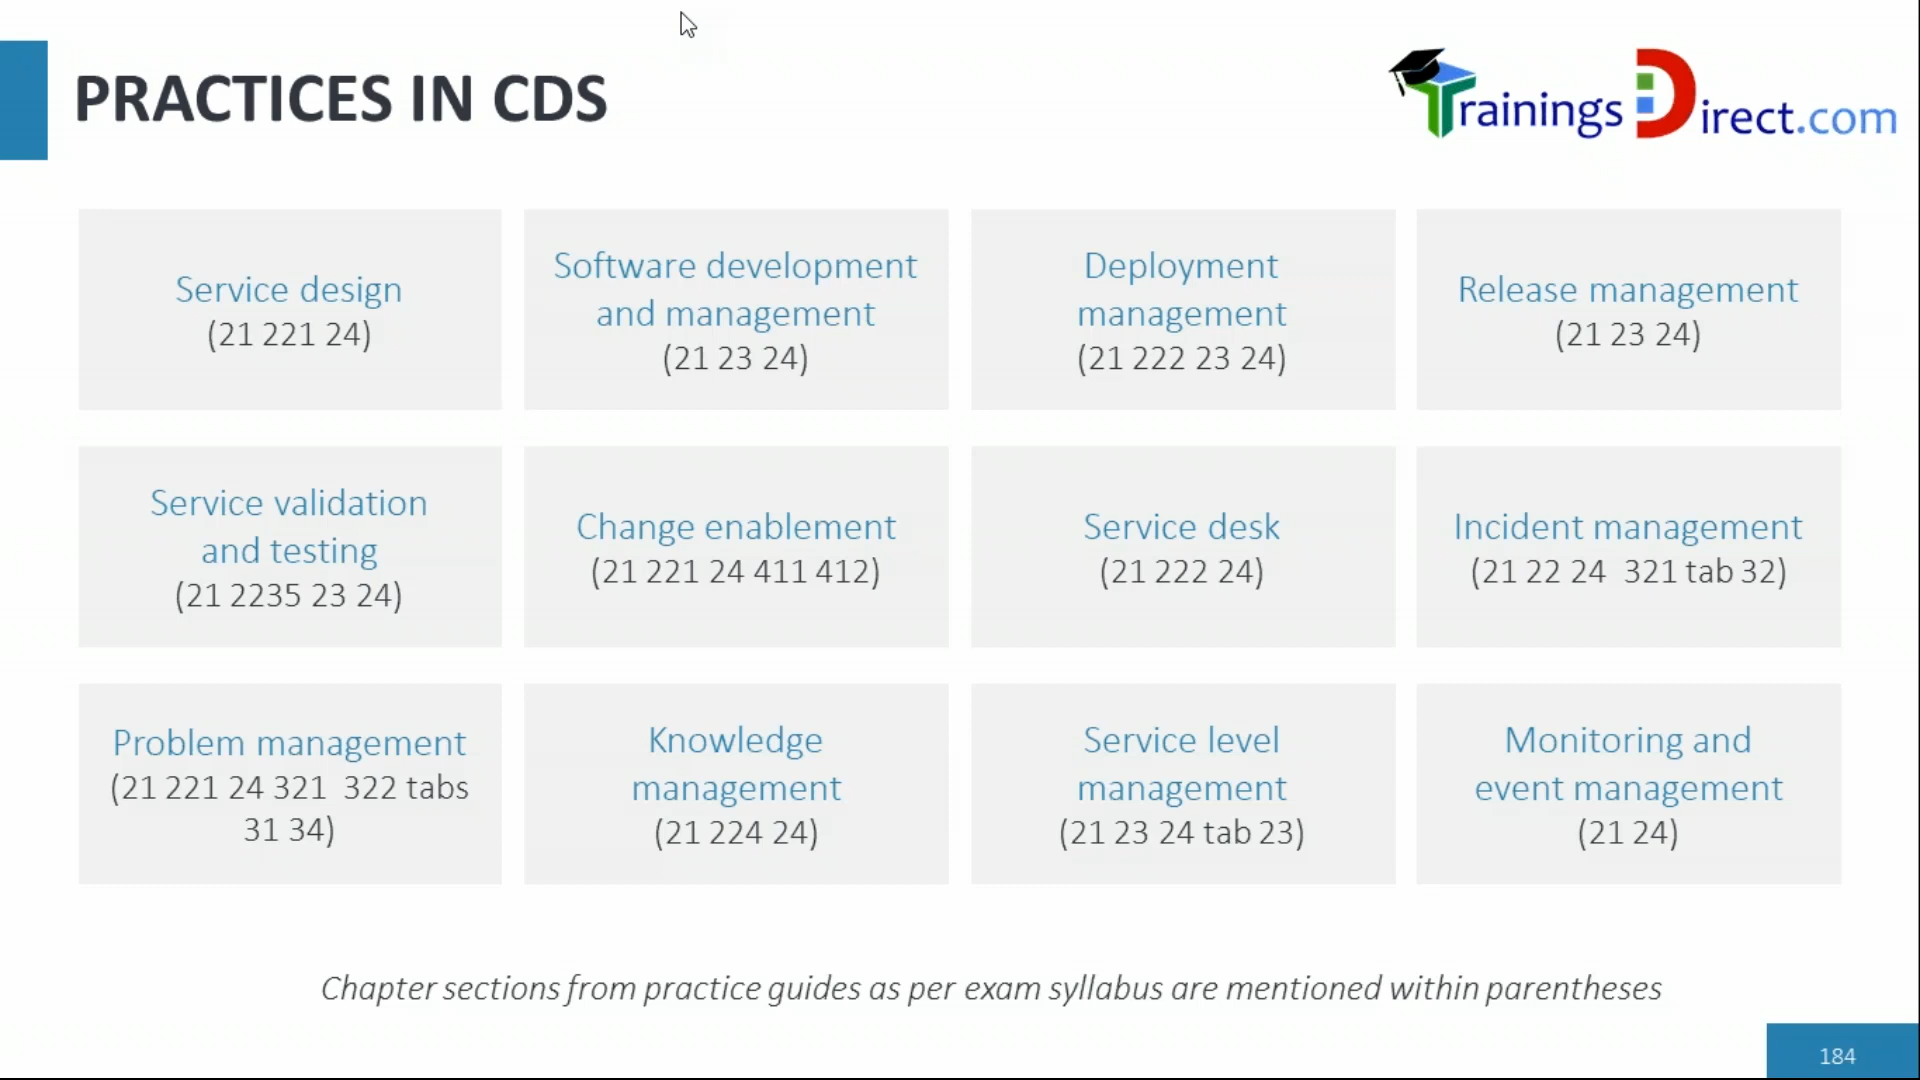 PRACTICES IN CDS
Trainings Direct.com
Service design
(21 221 24)
Software development
and management
(21 23 24)
Deployment
management
(21 222 23 24)
Release management
(21 23 24)
Service validation
and testing
(21 2235 23 24)
Change enablement
(21 221 24 411 412)
Service desk
(21 222 24)
Incident management
(21 22 24  321 tab 32)
Problem management
(21 221 24 321  322 tabs
31 34)
Knowledge
management
(21 224 24)
Service level
management
(21 23 24 tab 23)
Monitoring and
event management
(21 24)
Chapter sections from practice guides as per exam syllabus are mentioned within parentheses
184